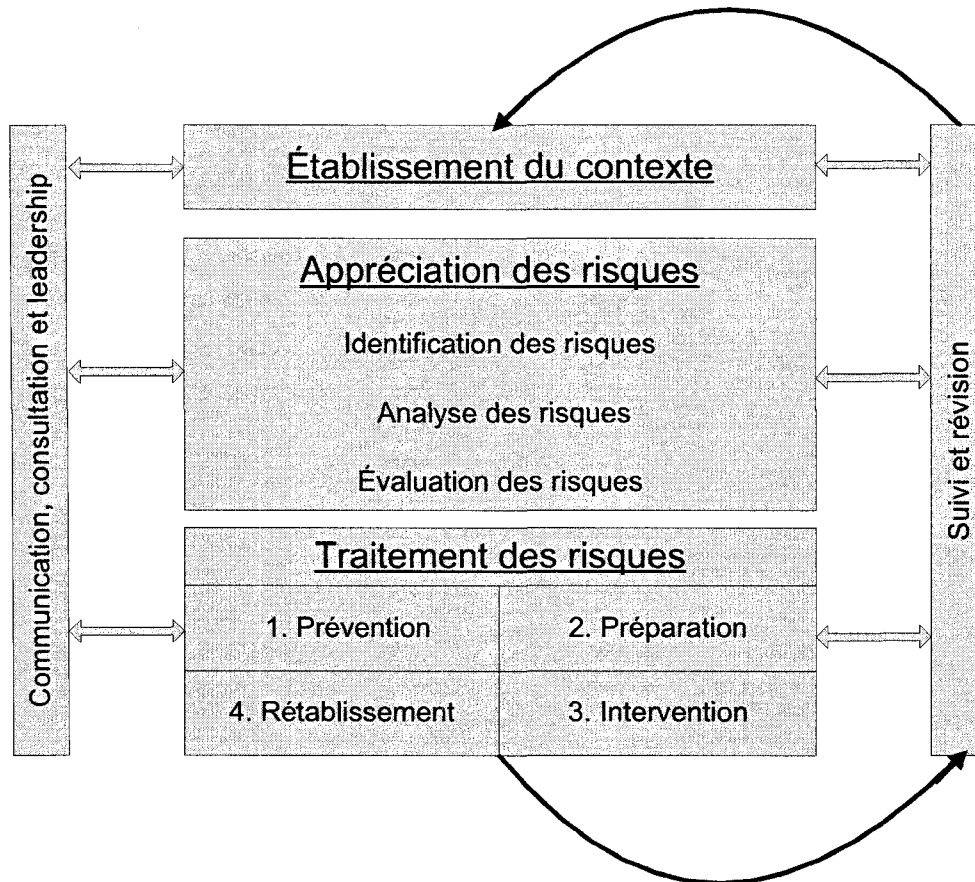 Communication, consultation et leadership
Établissement du contexte
Appréciation des risques
Identification des risques
Analyse des risques
Évaluation des risques
Traitement des risques
1. Prévention
2. Préparation
4. Rétablissement
3. Intervention
Suivi et révision